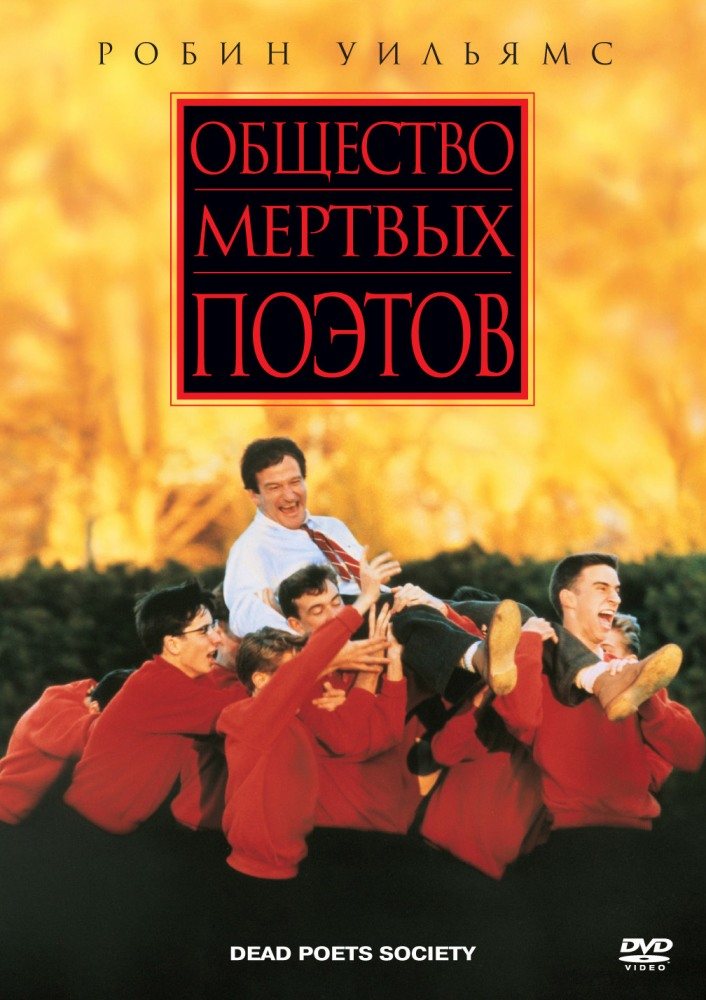 РОБИН УИЛЬЯМС
ОБЩЕСТВО
МЕРТВЫХ
ПОЭТОВ
DEAD POETS SOCIETY
DVD
VIDEO